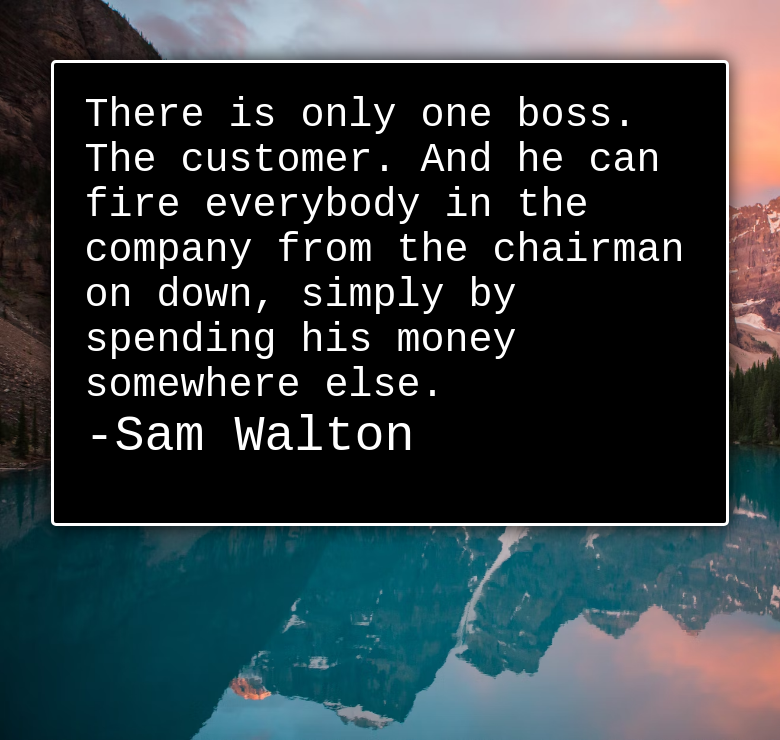 There is only one boss.
The customer. And he can
fire everybody in the
company from the chairman
on down, simply by
spending his money
somewhere else.
-Sam Walton